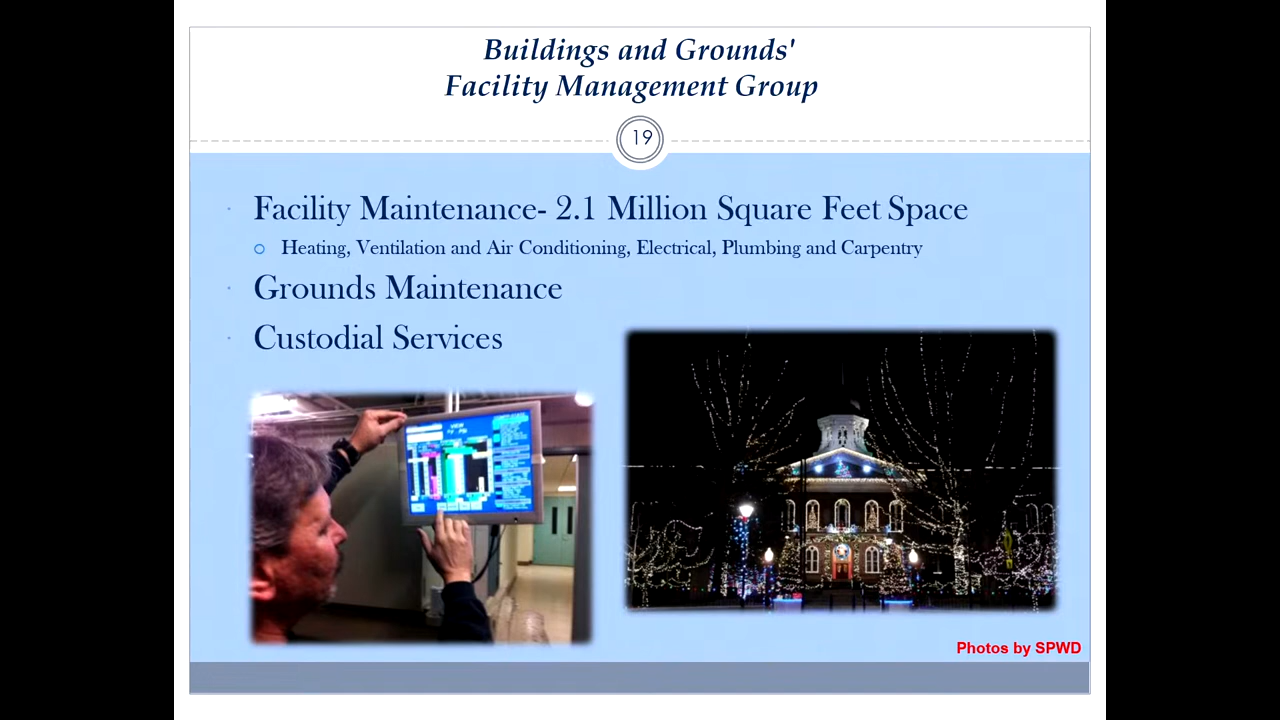 Buildings and Grounds'
Facility Management Group
19
Facility Maintenance- 2.1 Million Square Feet Space
Heating, Ventilation and Air Conditioning, Electrical, Plumbing and Carpentry
Grounds Maintenance
Custodial Services
VIEW
Photos by SPWD